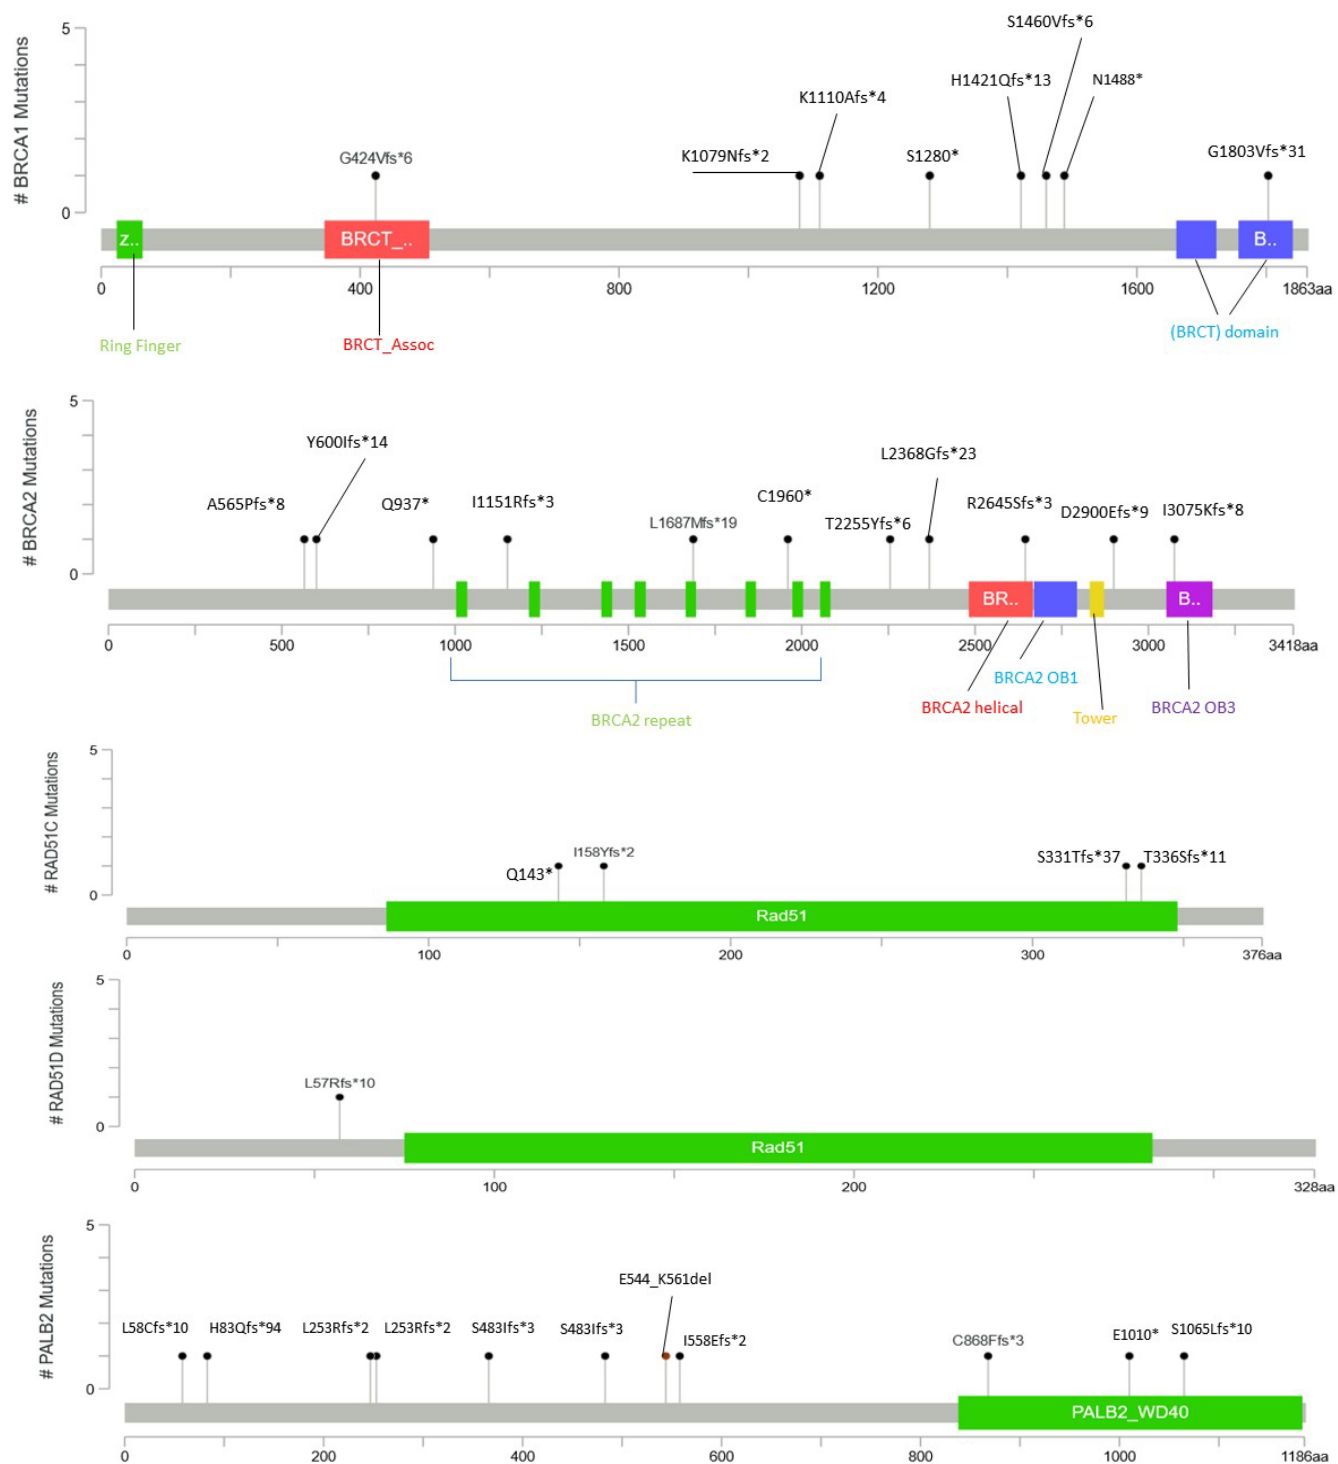 # BRCA1 Mutations
5
0
S1460Vfs*6
H1421Qfs*13
N1488*
K1110Afs*4
G424Vfs*6
K1079Nfs*2
S1280*
G1803Vfs*31
z..
BRCT_..
B..
0
400
800
1200
1600
1863aa
Ring Finger
BRCT_Assoc
(BRCT) domain
# BRCA2 Mutations
5
0
Y600Ifs*14
L2368Gfs*23
A565Pfs*8
Q937*
I1151Rfs*3
C1960*
L1687Mfs*19
T2255Yfs*6
R2645Sfs*3
D2900Efs*9
I3075Kfs*8
BR..
B..
0
500
1000
1500
2000
2500
3000
3418aa
BRCA2 repeat
BRCA2 helical
BRCA2 OB1
Tower
BRCA2 OB3
# RAD51C Mutations
5
0
Q143*
I158Yfs*2
S331Tfs*37
T336Sfs*11
Rad51
0
100
200
300
376aa
# RAD51D Mutations
5
0
L57Rfs*10
Rad51
0
100
200
328aa
# PALB2 Mutations
5
0
E544_K561del
L58Cfs*10
H83Qfs*94
L253Rfs*2
L253Rfs*2
S483Ifs*3
S483Ifs*3
I558Efs*2
C868Ffs*3
E1010*
S1065Lfs*10
PALB2_WD40
0
200
400
600
800
1000
1186aa